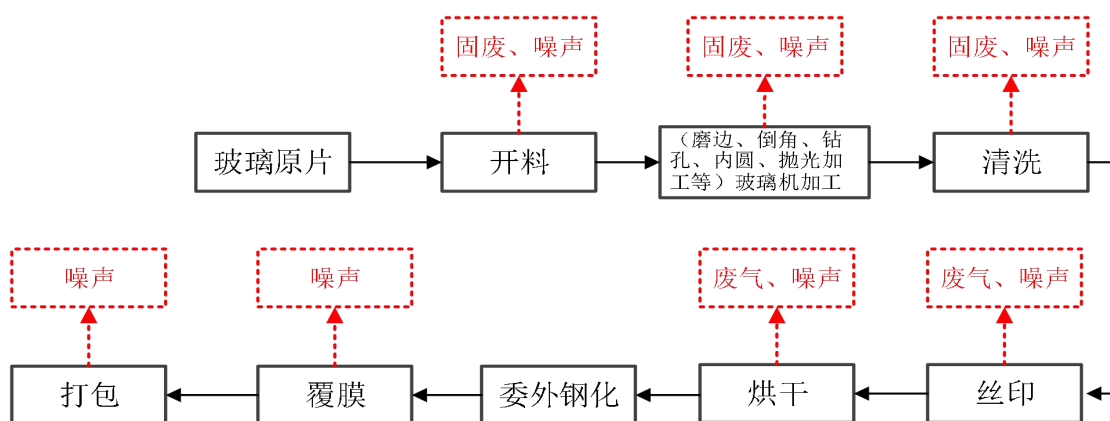 固废、噪声
固废、噪声
固废、噪声
玻璃原片
开料
（磨边、倒角、钻
孔、内圆、抛光加
工等）玻璃机加工
清洗
噪声
噪声
废气、噪声
废气、噪声
打包
覆膜
委外钢化
烘干
丝印